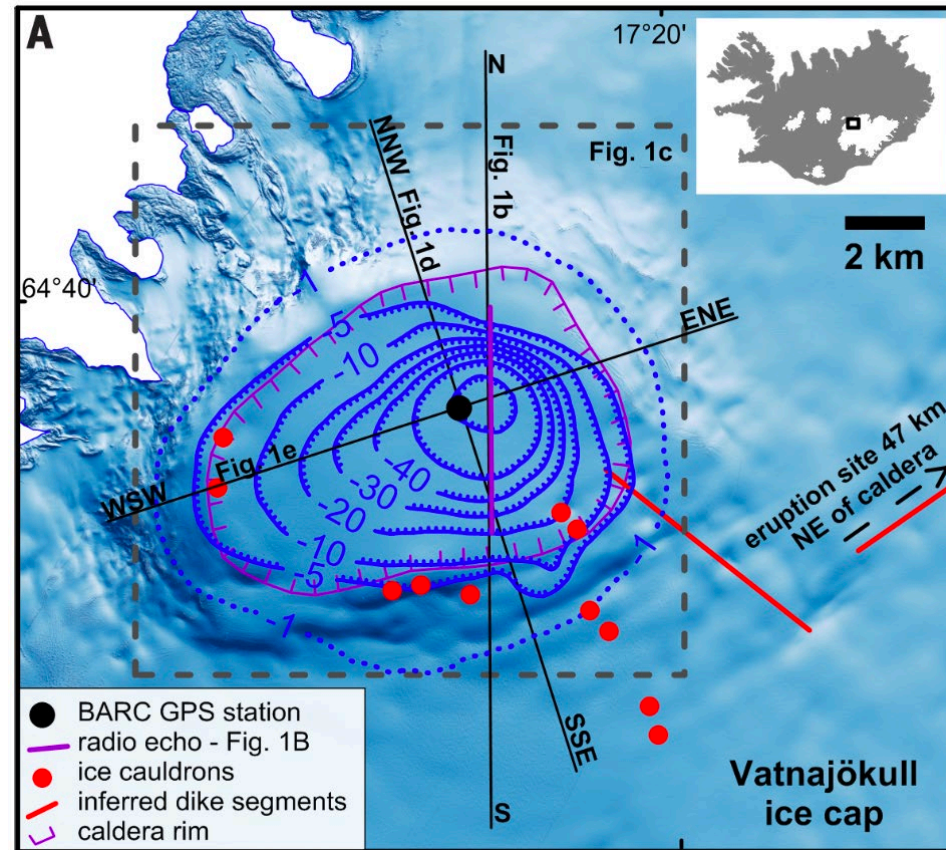 A
17°20'
N
Fig. 1b
NNW Fig. 1d
Fig. 1c
2 km
64°40'
-1
-5
-10
ENE
-40
-30
-20
-10
-5
-1
1
WSW
Fig. 1e
SSE
S
eruption site 47 km
NE of caldera
BARC GPS station
radio echo - Fig. 1B
ice cauldrons
inferred dike segments
caldera rim
Vatnajökull
ice cap